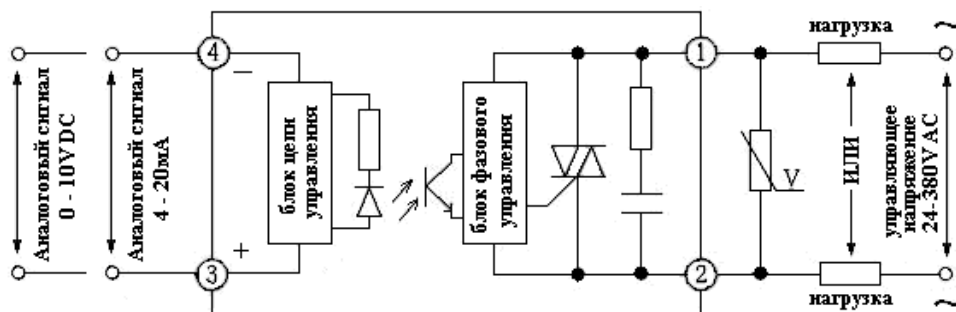 Аналоговый сигнал
0 - 10VDC
Аналоговый сигнал
4 - 20мА
4
−
3
+
блок цепи
управления
блок фазового
управления
1
2
V
нагрузка
~
ИЛИ
управляющее
напряжение
24-380VAC
нагрузка
~